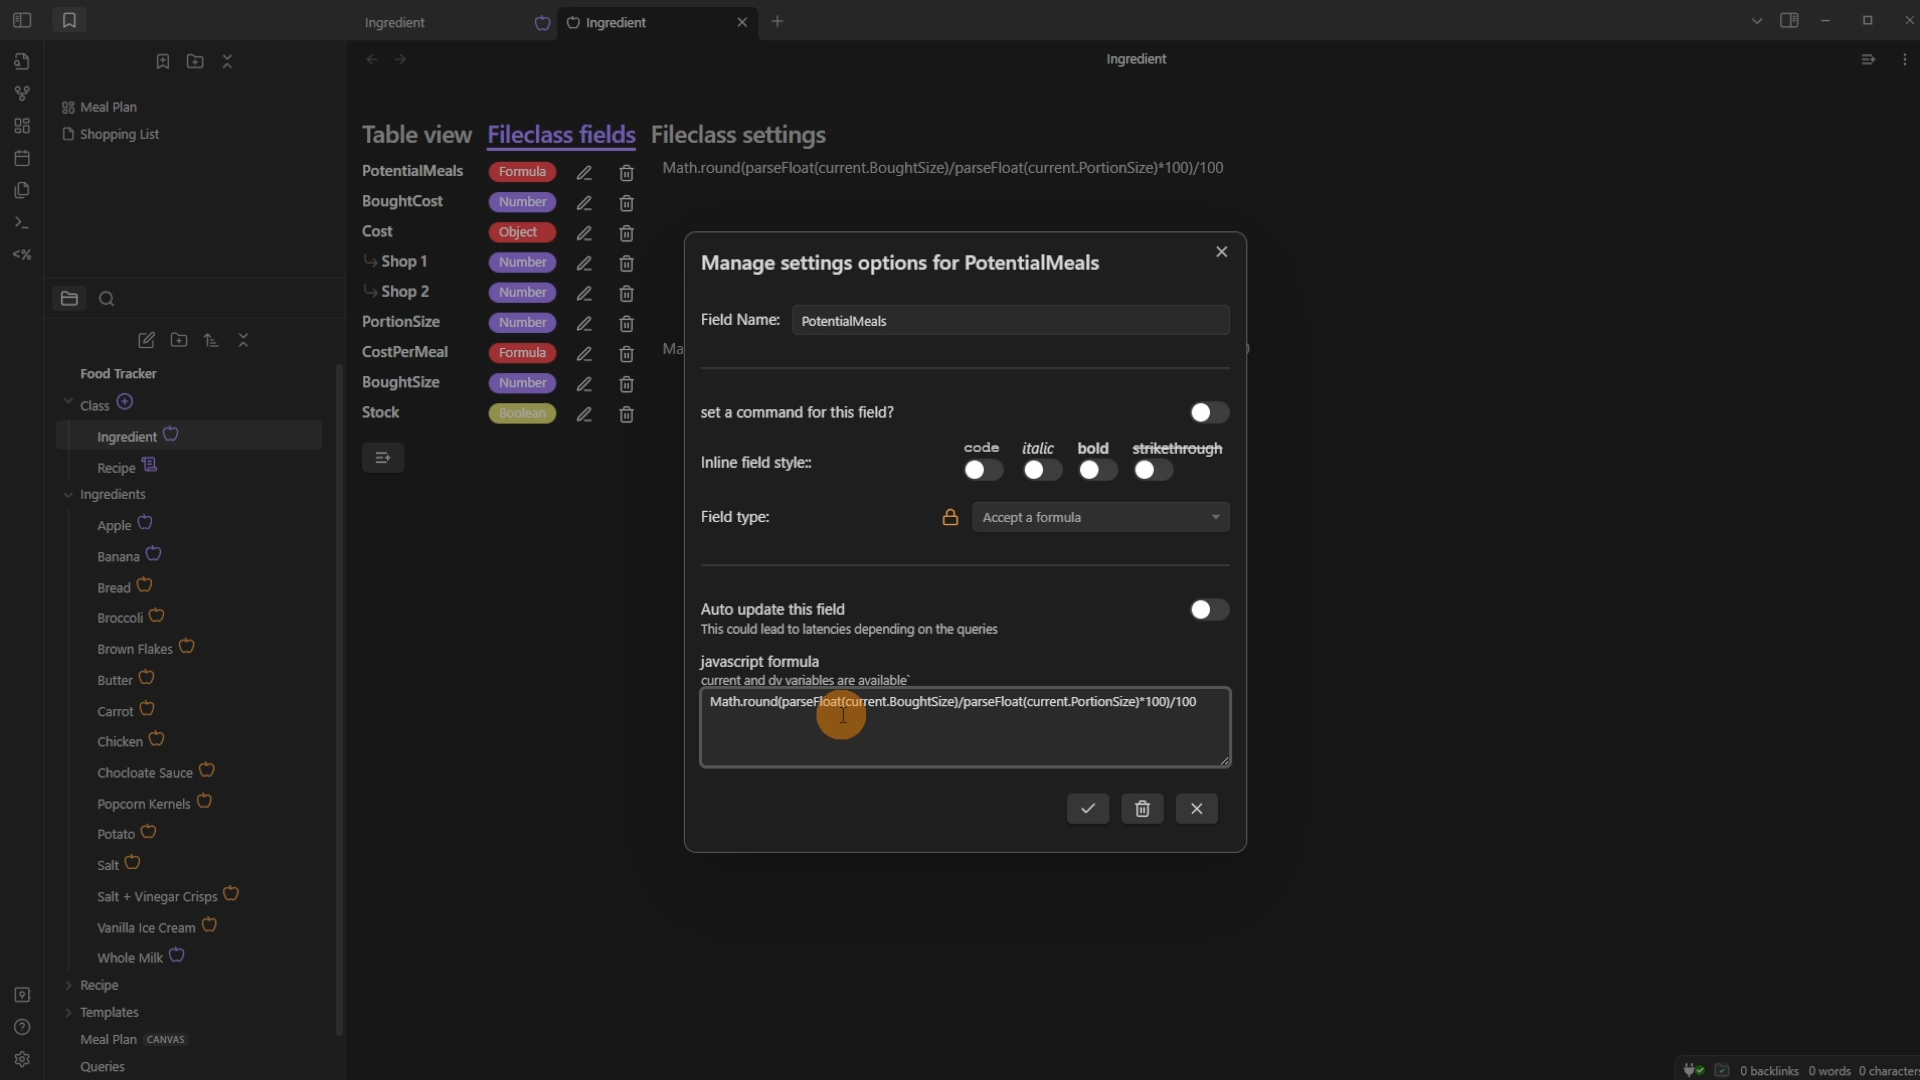 Ingredient
Ingredient
Ingredient
Meal Plan
Shopping List
Food Tracker
Class
Ingredient
Recipe
Ingredients
Apple
Banana
Bread
Broccoli
Brown Flakes
Butter
Carrot
Chicken
Chocloate Sauce
Popcorn Kernels
Potato
Salt
Salt + Vinegar Crisps
Vanilla Ice Cream
Whole Milk
Recipe
Templates
Meal Plan CANVAS
Queries
Table view Fileclass fields Fileclass settings
PotentialMeals Formula Math.round(parseFloat(current.BoughtSize)/parseFloat(current.PortionSize)*100)/100
BoughtCost Number
Cost Object
Shop 1 Number
Shop 2 Number
PortionSize Number
CostPerMeal Formula Ma
BoughtSize Number
Stock Boolean
Manage settings options for PotentialMeals
Field Name: PotentialMeals
set a command for this field?
Inline field style:: code italic bold strikethrough
Field type: Accept a formula
Auto update this field
This could lead to latencies depending on the queries
javascript formula
current and dv variables are available`
Math.round(parseFloat(current.BoughtSize)/parseFloat(current.PortionSize)*100)/100
0 backlinks 0 words 0 characters